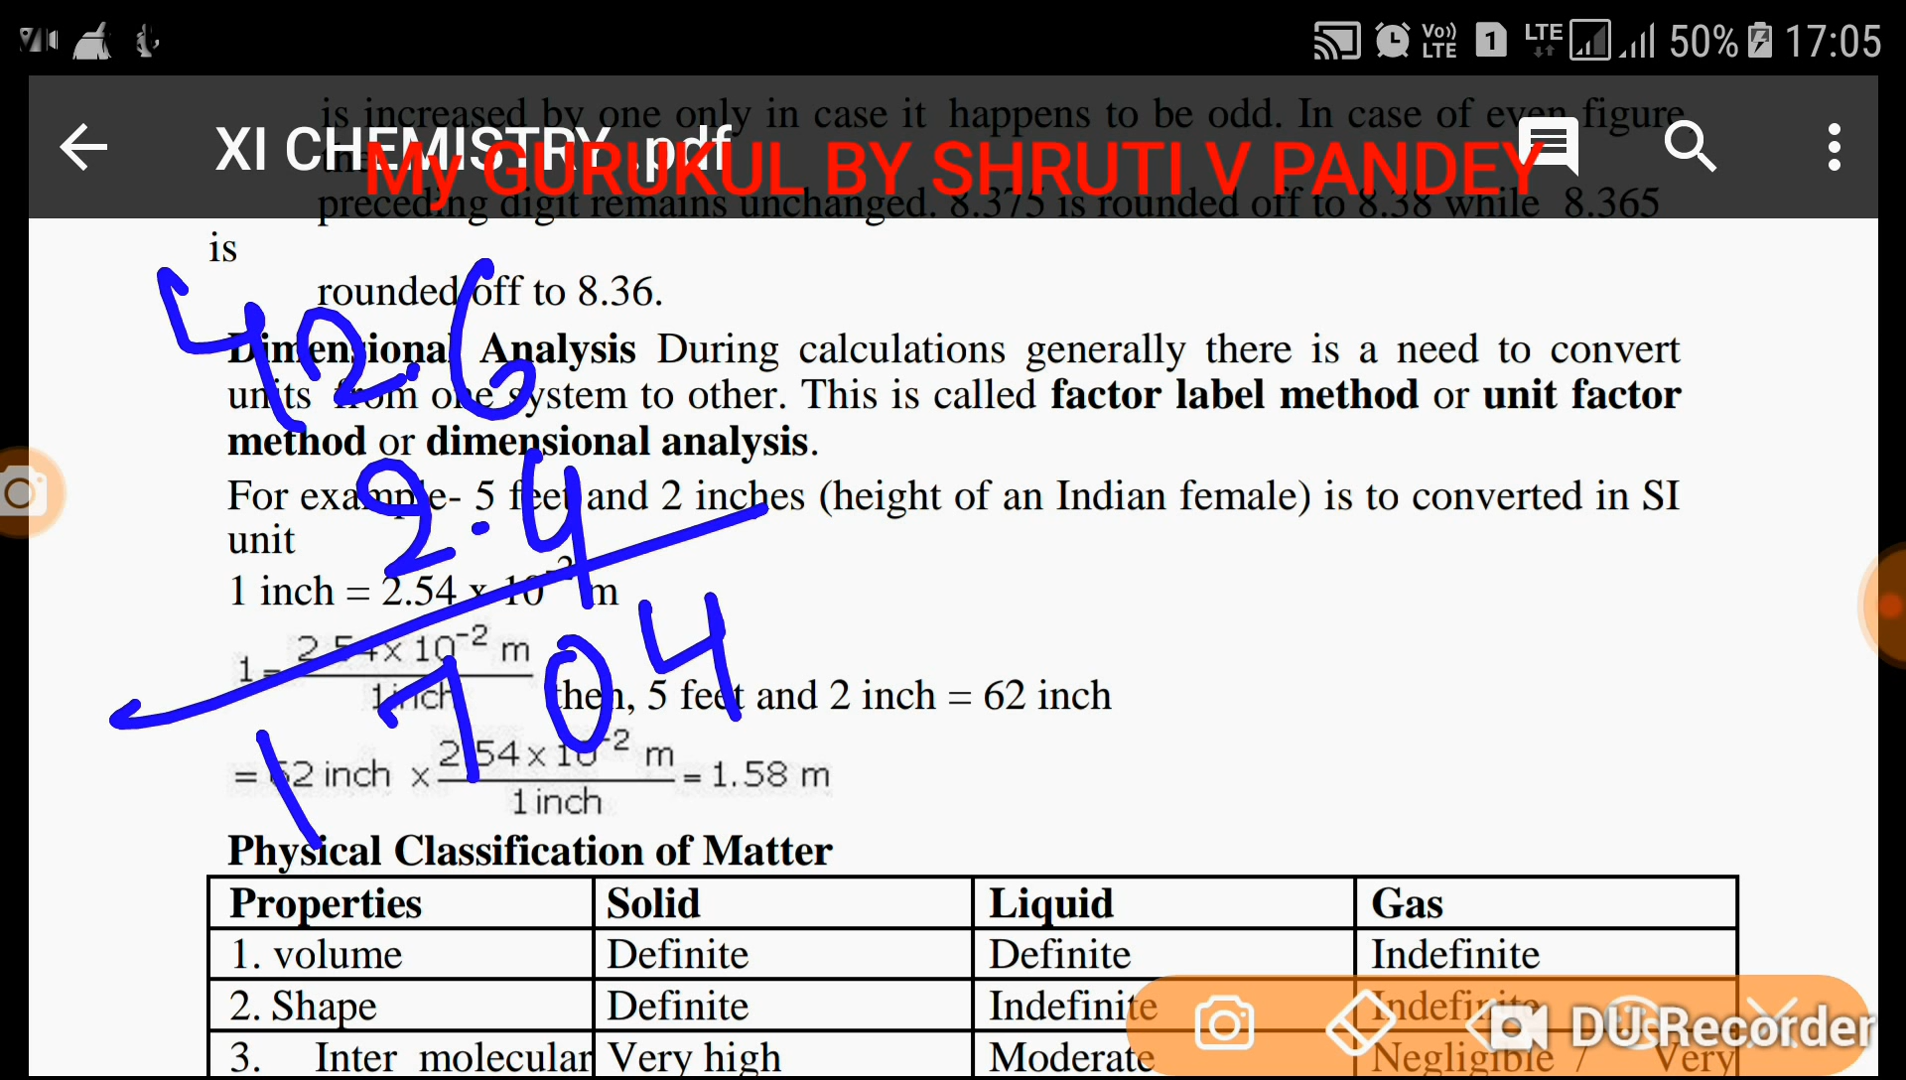 50% 17:05
Vo)) LTE 1 LTE
is increased by one only in case it happens to be odd. In case of even figure
XI CHEMISTRY .pdf
My GURUKUL BY SHRUTI V PANDEY
preceding digit remains unchanged. 8.375 is rounded off to 8.38 while 8.365
is
rounded off to 8.36.
42.6
Dimensional Analysis During calculations generally there is a need to convert
units from one system to other. This is called factor label method or unit factor
method or dimensional analysis.
2.4
For example- 5 feet and 2 inches (height of an Indian female) is to converted in SI
unit
1 inch = 2.54 x 10⁻² m
1 = 2.54 x 10⁻² m / 1 inch then, 5 feet and 2 inch = 62 inch
1704
= 62 inch x 2.54 x 10⁻² m / 1 inch = 1.58 m
Physical Classification of Matter
Properties Solid Liquid Gas
1. volume Definite Definite Indefinite
2. Shape Definite Indefinite Indefinite
DU Recorder
3. Inter molecular Very high Moderate Negligible / Very